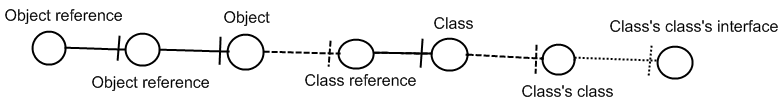 Object reference
Object reference
Object
Class reference
Class
Class's class
Class's class's interface